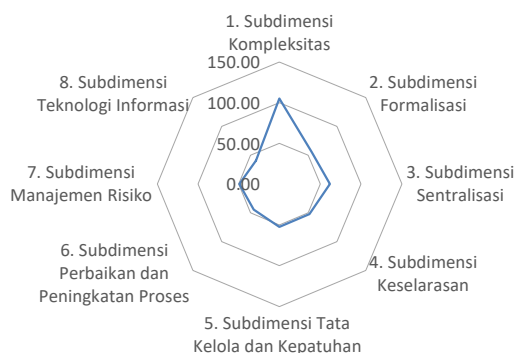 1. Subdimensi
Kompleksitas
2. Subdimensi
Formalisasi
3. Subdimensi
Sentralisasi
4. Subdimensi
Keselarasan
5. Subdimensi Tata
Kelola dan Kepatuhan
6. Subdimensi
Perbaikan dan
Peningkatan Proses
7. Subdimensi
Manajemen Risiko
8. Subdimensi
Teknologi Informasi
150.00
100.00
50.00
0.00